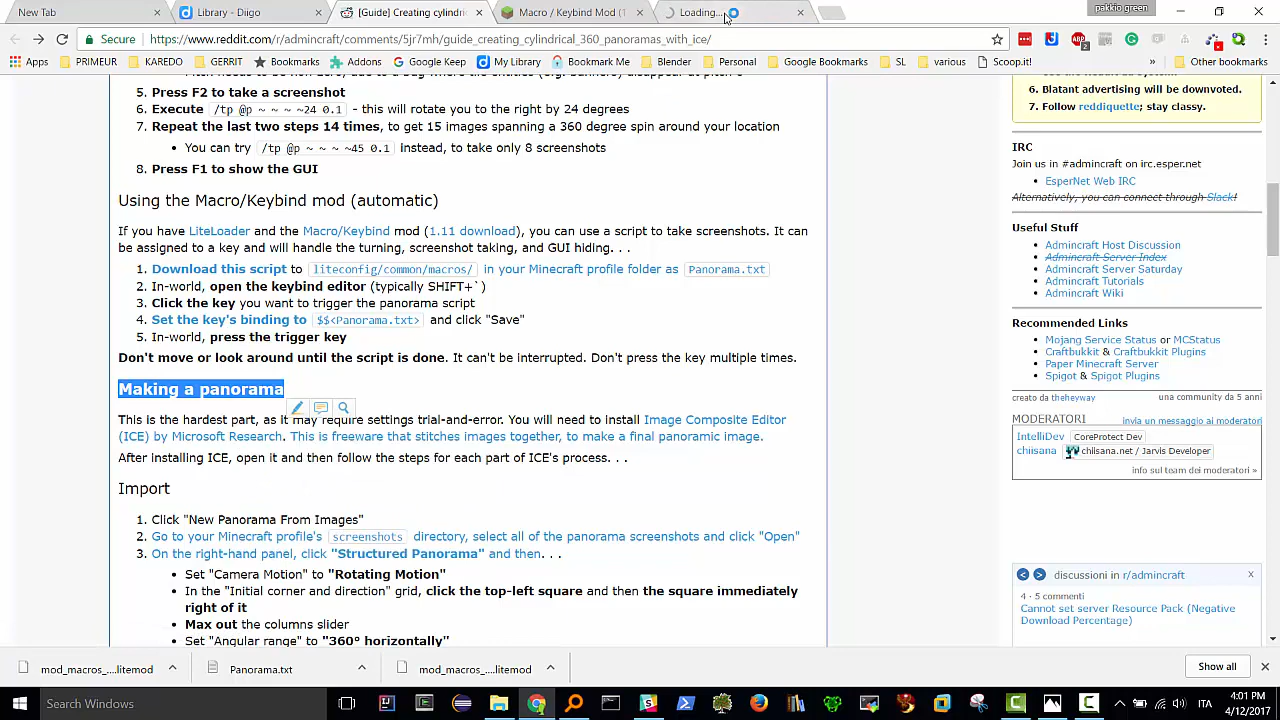 New Tab
Library - Diigo
[Guide] Creating cylindri
Macro / Keybind Mod (1
Loading...
pakkio green
Secure
https://www.reddit.com/r/admincraft/comments/5jr7mh/guide_creating_cylindrical_360_panoramas_with_ice/
Apps
PRIMEUR
KAREDO
GERRIT
Bookmarks
Addons
Google Keep
My Library
Bookmark Me
Blender
Personal
Google Bookmarks
SL
various
Scoop.it!
»
Other bookmarks
5. Press F2 to take a screenshot
6. Execute /tp @p ~ ~ ~ ~24 0.1 - this will rotate you to the right by 24 degrees
7. Repeat the last two steps 14 times, to get 15 images spanning a 360 degree spin around your location
• You can try /tp @p ~ ~ ~ ~45 0.1 instead, to take only 8 screenshots
8. Press F1 to show the GUI
Using the Macro/Keybind mod (automatic)
If you have LiteLoader and the Macro/Keybind mod (1.11 download), you can use a script to take screenshots. It can
be assigned to a key and will handle the turning, screenshot taking, and GUI hiding. . .
1. Download this script to liteconfig/common/macros/ in your Minecraft profile folder as Panorama.txt
2. In-world, open the keybind editor (typically SHIFT+`)
3. Click the key you want to trigger the panorama script
4. Set the key's binding to $$<Panorama.txt> and click "Save"
5. In-world, press the trigger key
Don't move or look around until the script is done. It can't be interrupted. Don't press the key multiple times.
Making a panorama
This is the hardest part, as it may require settings trial-and-error. You will need to install Image Composite Editor
(ICE) by Microsoft Research. This is freeware that stitches images together, to make a final panoramic image.
After installing ICE, open it and then follow the steps for each part of ICE's process. . .
Import
1. Click "New Panorama From Images"
2. Go to your Minecraft profile's screenshots directory, select all of the panorama screenshots and click "Open"
3. On the right-hand panel, click "Structured Panorama" and then. . .
• Set "Camera Motion" to "Rotating Motion"
• In the "Initial corner and direction" grid, click the top-left square and then the square immediately
right of it
• Max out the columns slider
• Set "Angular range" to "360° horizontally"
6. Blatant advertising will be downvoted.
7. Follow reddiquette; stay classy.
IRC
Join us in #admincraft on irc.esper.net
• EsperNet Web IRC
Alternatively, you can connect through Slack!
Useful Stuff
• Admincraft Host Discussion
• Admincraft Server Index
• Admincraft Server Saturday
• Admincraft Tutorials
• Admincraft Wiki
Recommended Links
• Mojang Service Status or MCStatus
• Craftbukkit & Craftbukkit Plugins
• Paper Minecraft Server
• Spigot & Spigot Plugins
creato da theheyway
una community da 5 anni
MODERATORI
invia un messaggio ai moderatori
IntelliDev CoreProtect Dev
chiisana chiisana.net / Jarvis Developer
info sul team dei moderatori »
discussioni in r/admincraft
X
4 · 5 commenti
Cannot set server Resource Pack (Negative
Download Percentage)
mod_macros_....litemod
Panorama.txt
mod_macros_....litemod
Show all
Search Windows
ITA
4:01 PM
4/12/2017